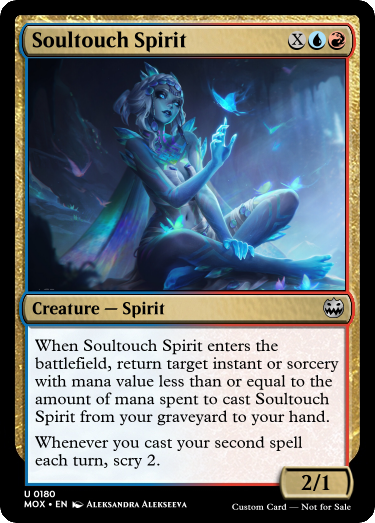 Soultouch Spirit X
Creature — Spirit
When Soultouch Spirit enters the
battlefield, return target instant or sorcery
with mana value less than or equal to the
amount of mana spent to cast Soultouch
Spirit from your graveyard to your hand.
Whenever you cast your second spell
each turn, scry 2.
2/1
U 0180
MOX • EN Aleksandra Alekseeva
Custom Card — Not for Sale